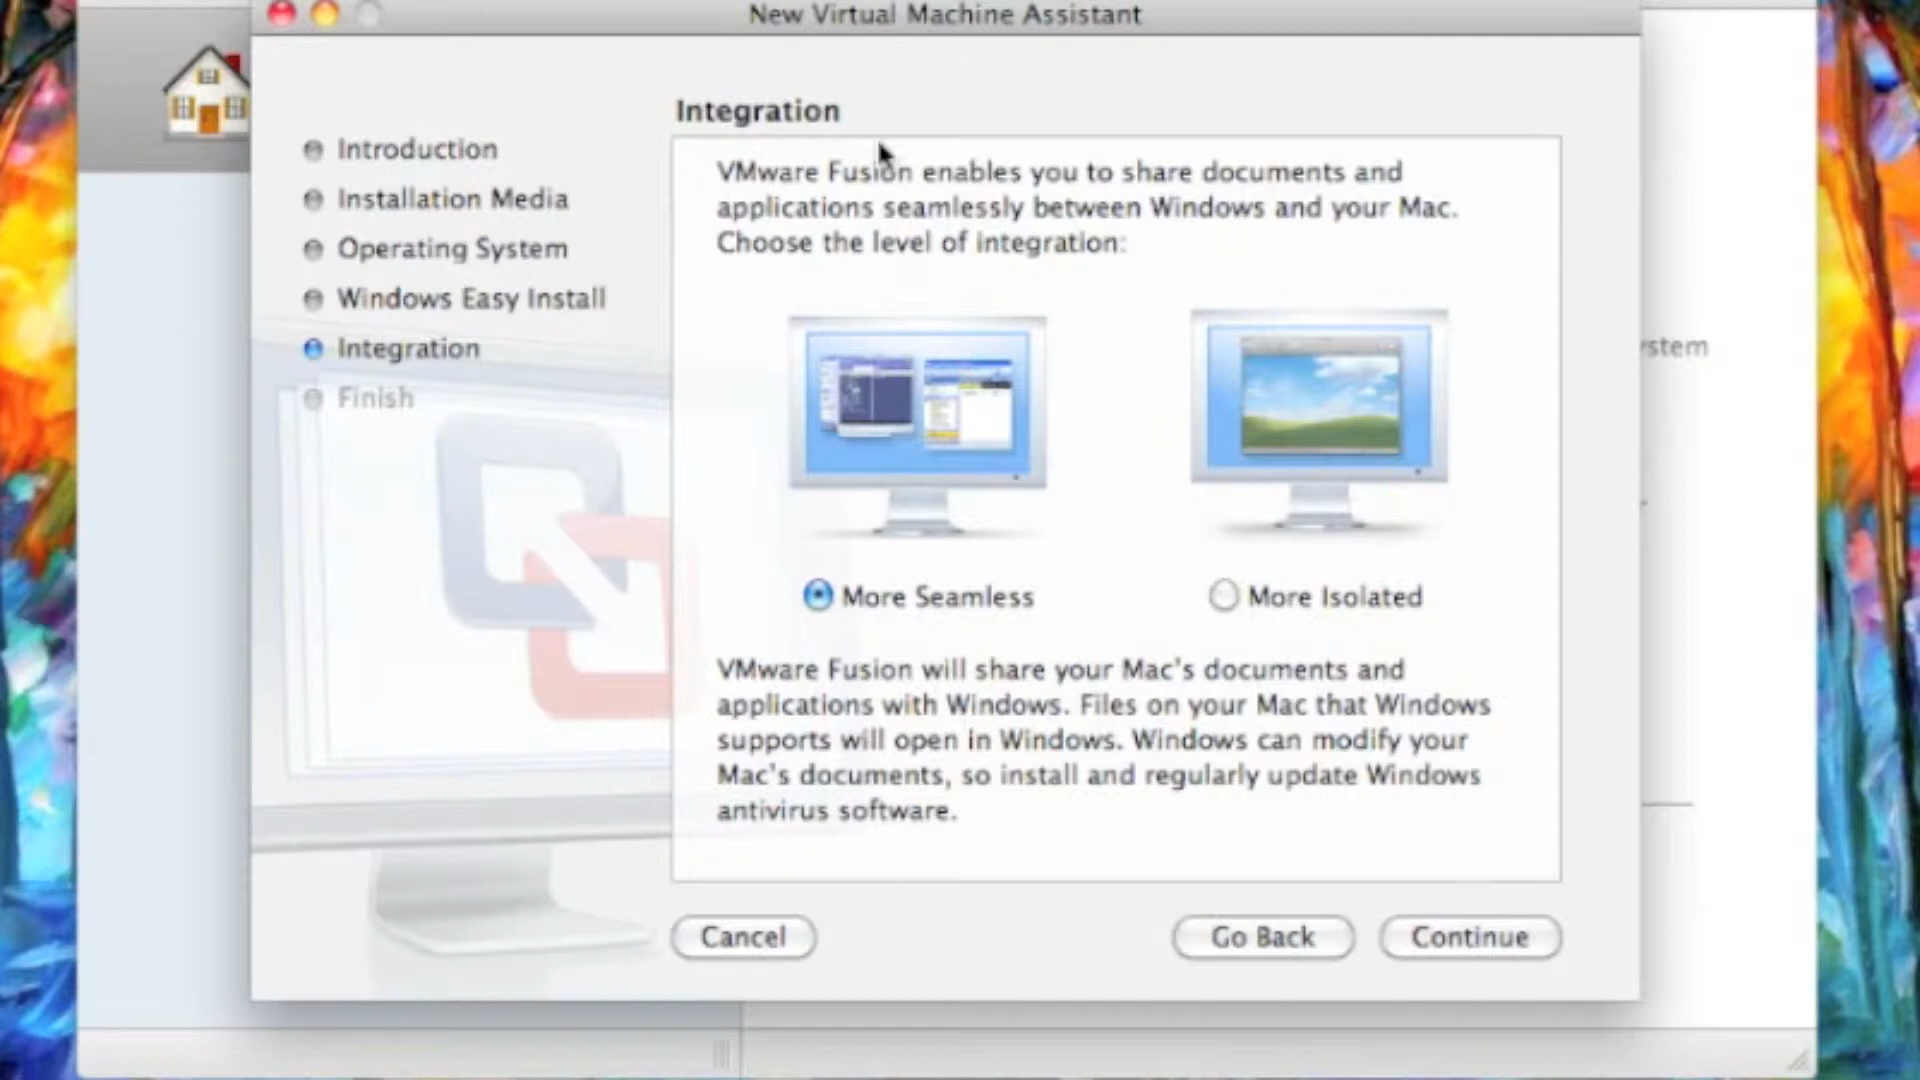 New Virtual Machine Assistant
Integration
Introduction
Installation Media
Operating System
Windows Easy Install
Integration
Finish
VMware Fusion enables you to share documents and
applications seamlessly between Windows and your Mac.
Choose the level of integration:
More Seamless
More Isolated
VMware Fusion will share your Mac's documents and
applications with Windows. Files on your Mac that Windows
supports will open in Windows. Windows can modify your
Mac's documents, so install and regularly update Windows
antivirus software.
Cancel
Go Back
Continue